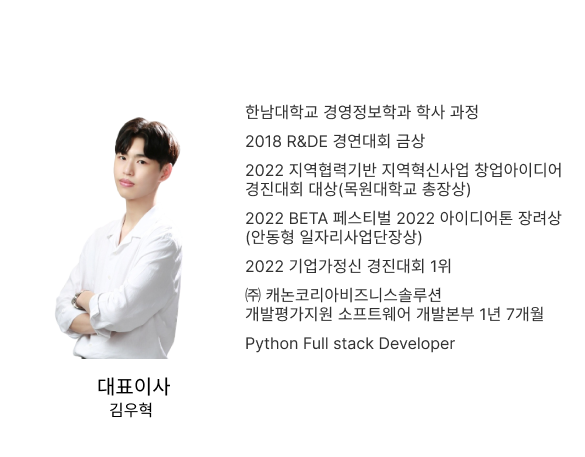 한남대학교 경영정보학과 학사 과정
2018 R&DE 경연대회 금상
2022 지역협력기반 지역혁신사업 창업아이디어
경진대회 대상(목원대학교 총장상)
2022 BETA 페스티벌 2022 아이디어톤 장려상
(안동형 일자리사업단장상)
2022 기업가정신 경진대회 1위
㈜ 캐논코리아비즈니스솔루션
개발평가지원 소프트웨어 개발본부 1년 7개월
Python Full stack Developer
대표이사
김우혁